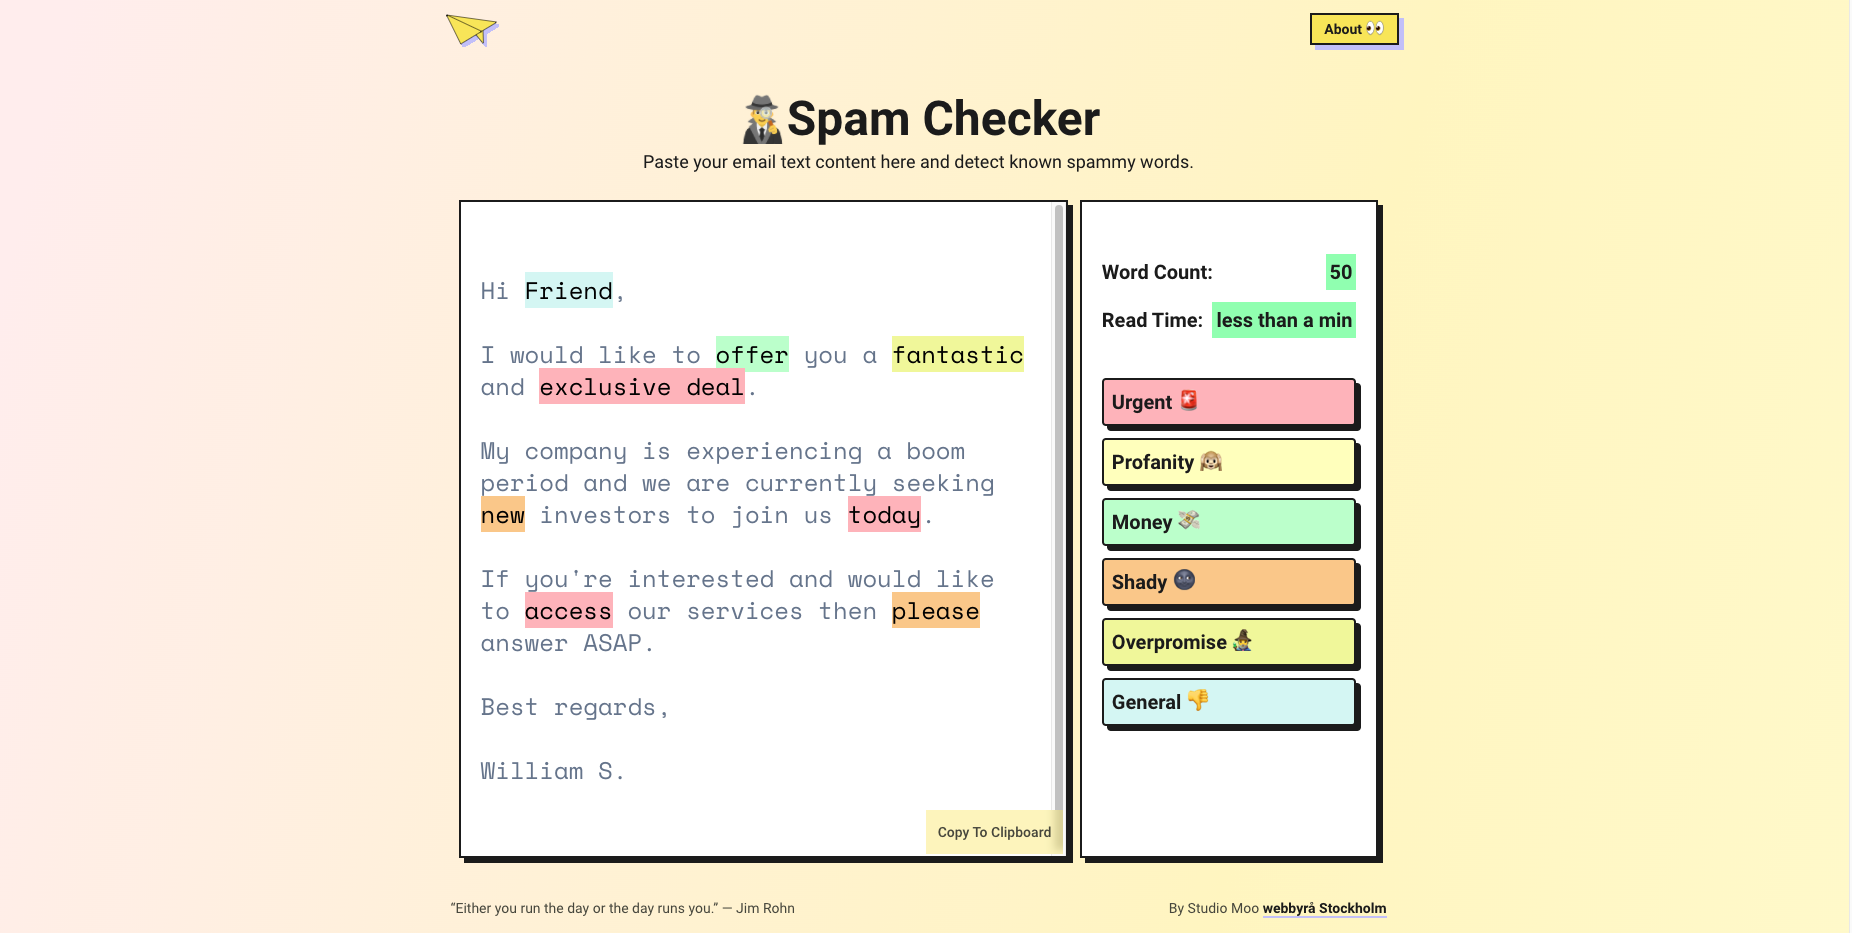 About 👀
🕵️Spam Checker
Paste your email text content here and detect known spammy words.
Hi Friend,
I would like to offer you a fantastic
and exclusive deal.
My company is experiencing a boom
period and we are currently seeking
new investors to join us today.
If you're interested and would like
to access our services then please
answer ASAP.
Best regards,
William S.
Copy To Clipboard
Word Count: 50
Read Time: less than a min
Urgent 🚨
Profanity 🙉
Money 💸
Shady 🌚
Overpromise 🧙
General 👎
“Either you run the day or the day runs you.” — Jim Rohn
By Studio Moo webbyrå Stockholm